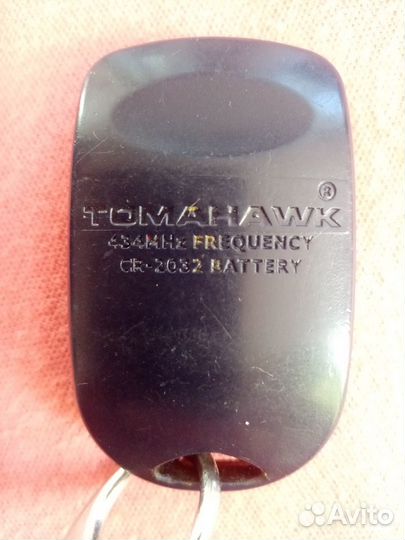 ®
TOMAHAWK
434MHz FREQUENCY
CR-2032 BATTERY
Avito